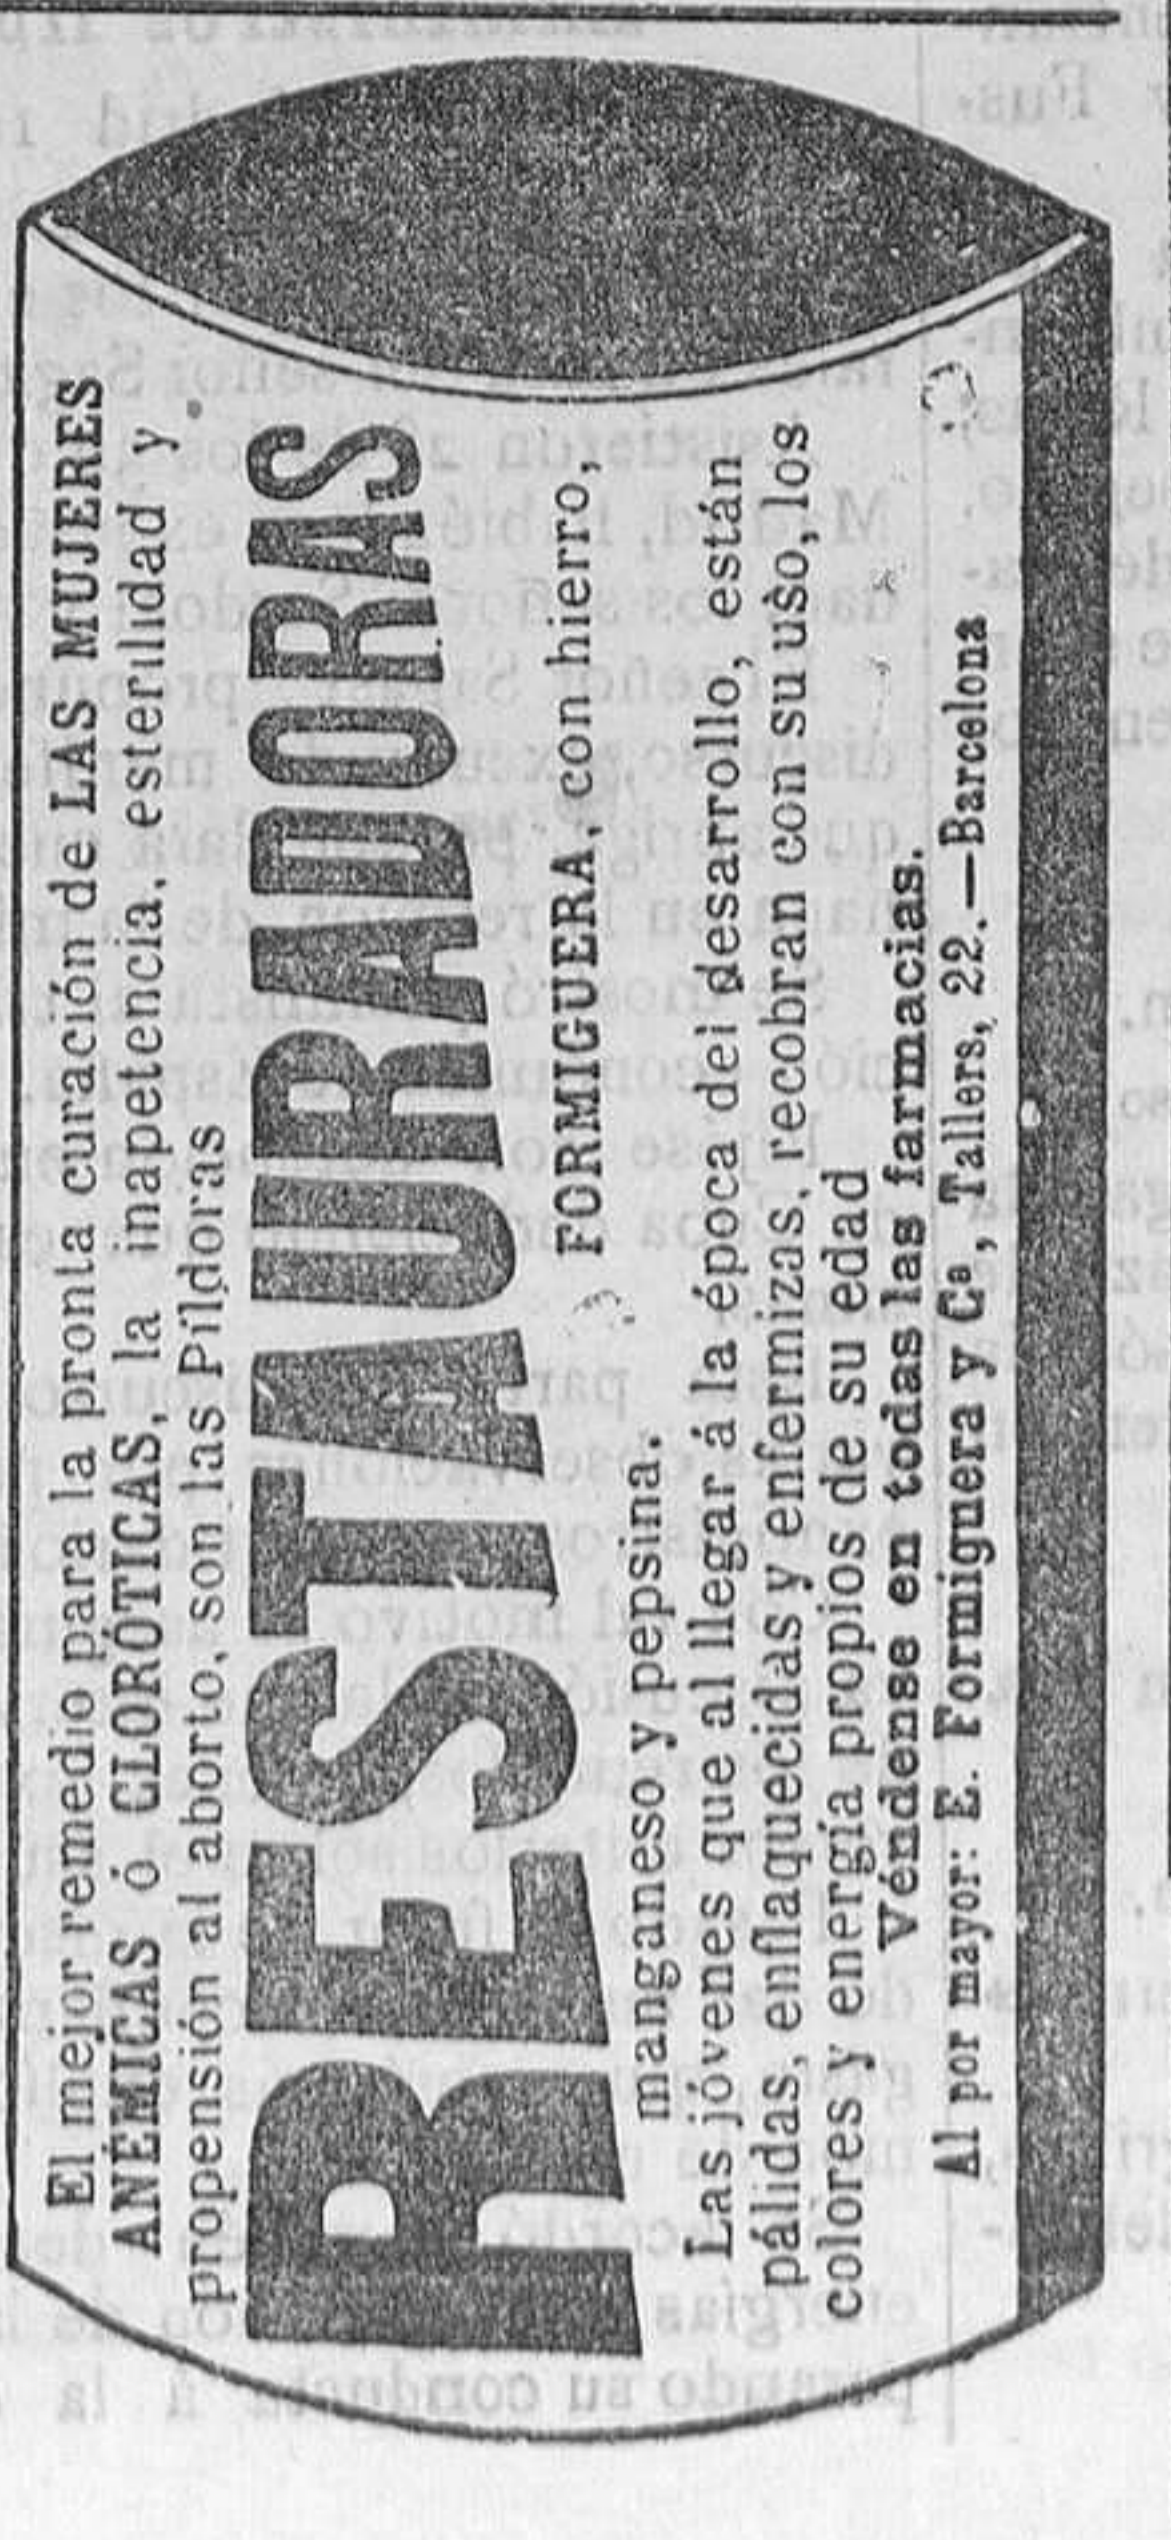 El mejor remedio para la pronta curación de LAS MUJERES
ANÉMICAS ó CLORÓTICAS, la inapetencia, esterilidad y
propensión al aborto, son las Píldoras
RESTAURADORAS
FORMIGUERA, con hierro,
manganeso y pepsina.
Las jóvenes que al llegar á la época del desarrollo, están
pálidas, enflaquecidas y enfermizas, recobran con su uso, los
colores y energía propios de su edad
Véndense en todas las farmacias.
Al por mayor: E. Formiguera y Cª, Tallers, 22.—Barcelona